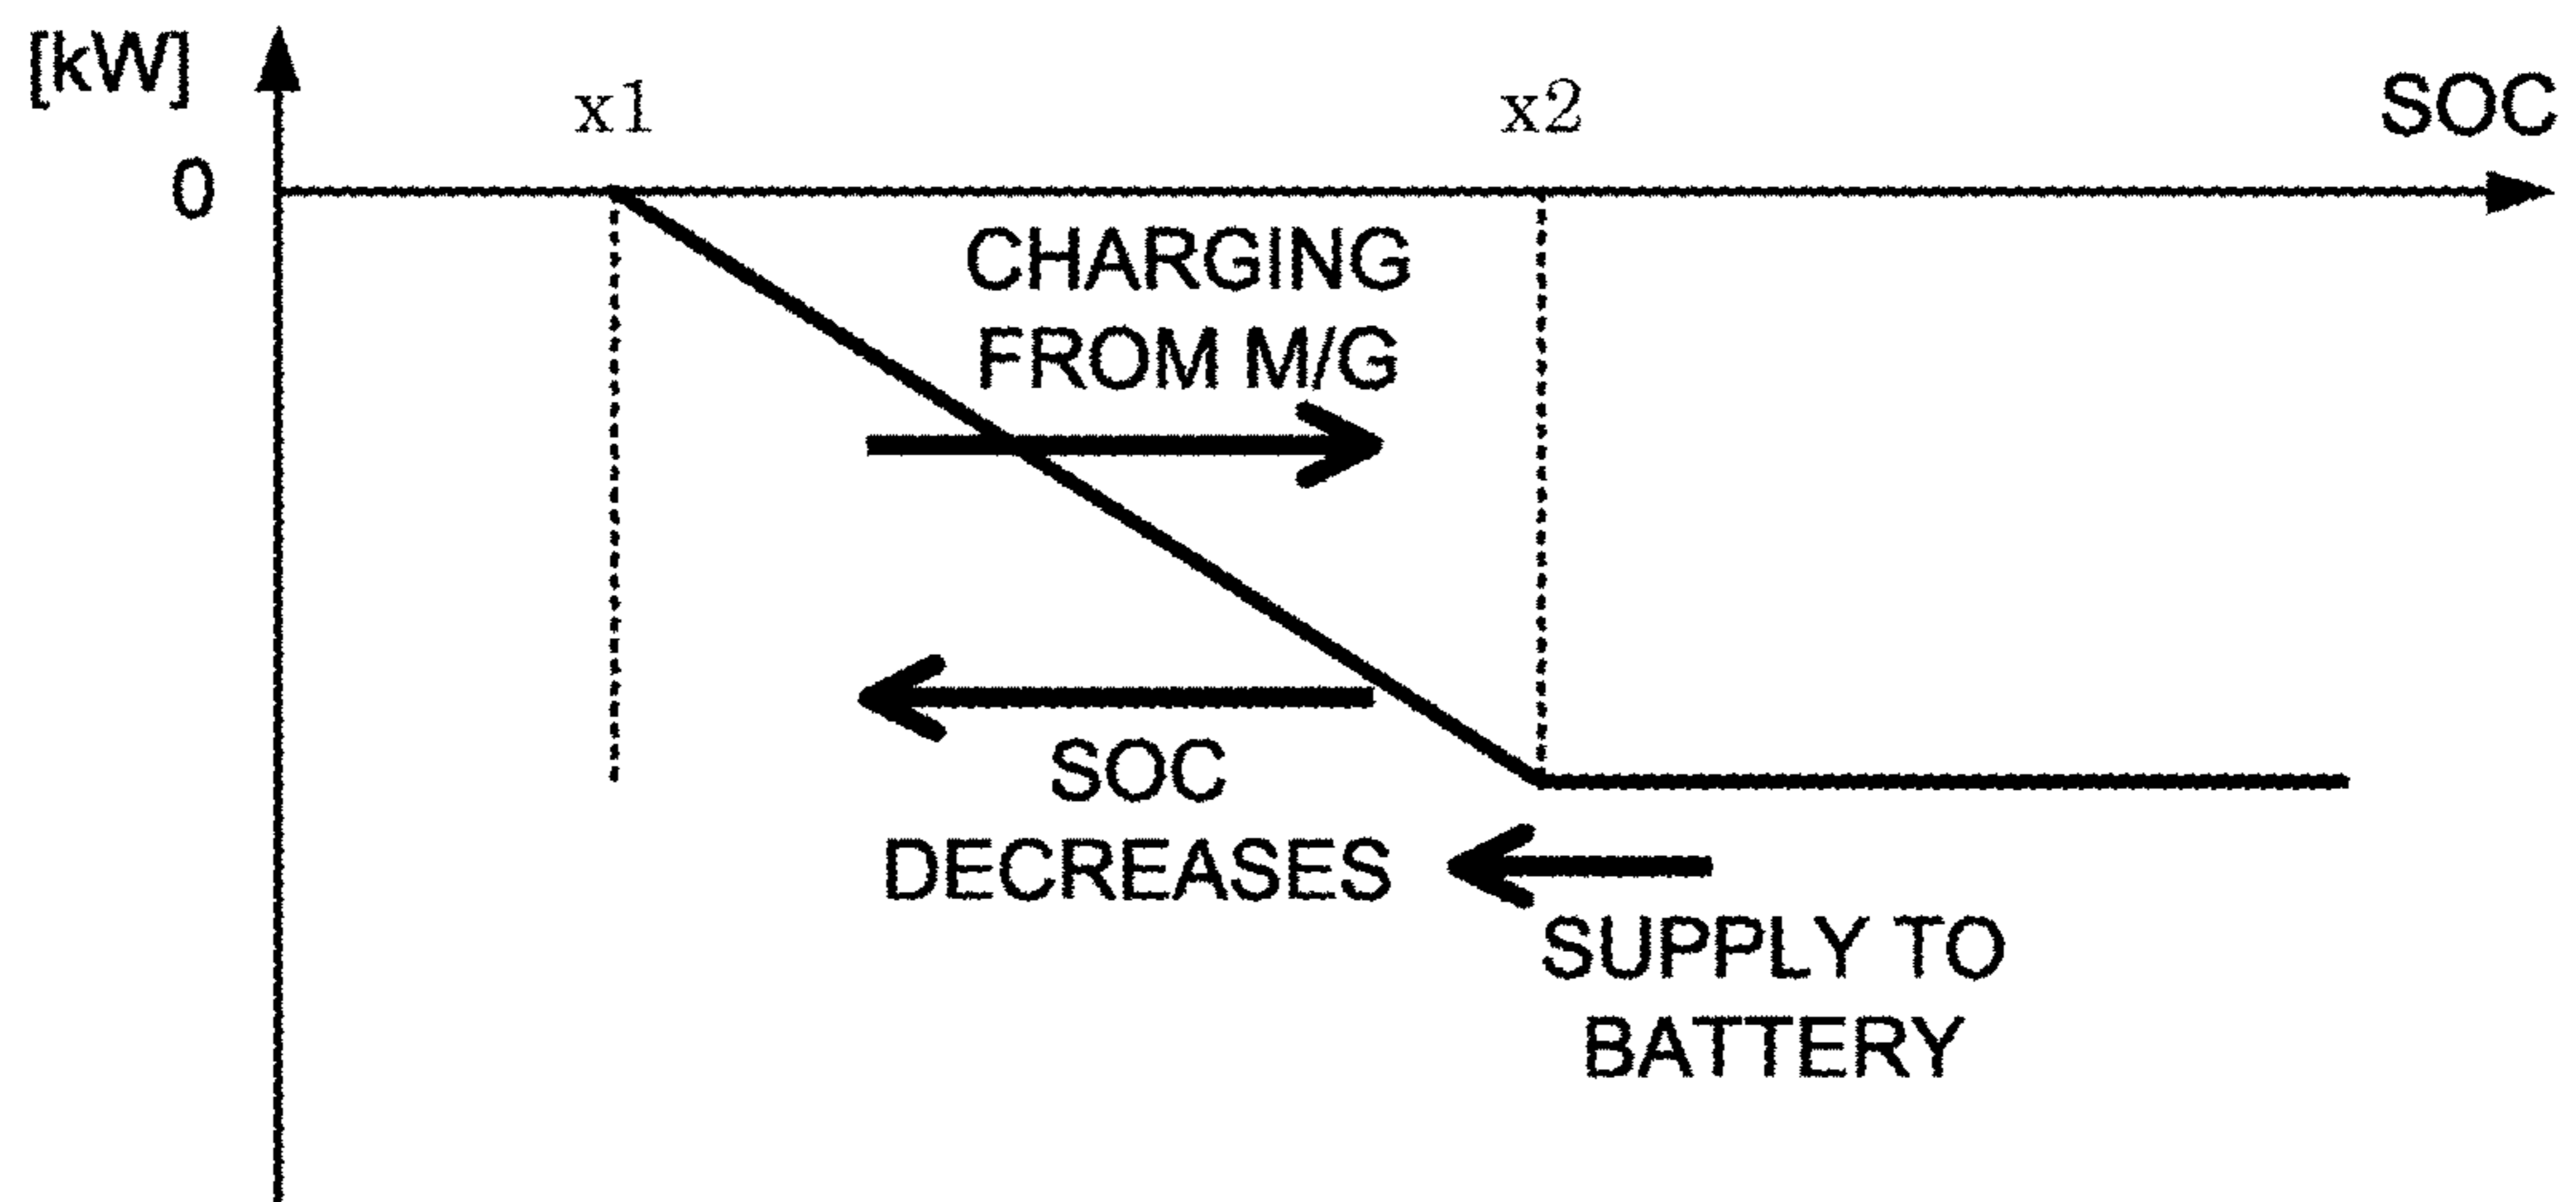 [kW]
x1
x2
SOC
0
CHARGING
FROM M/G
SOC
DECREASES
SUPPLY TO
BATTERY